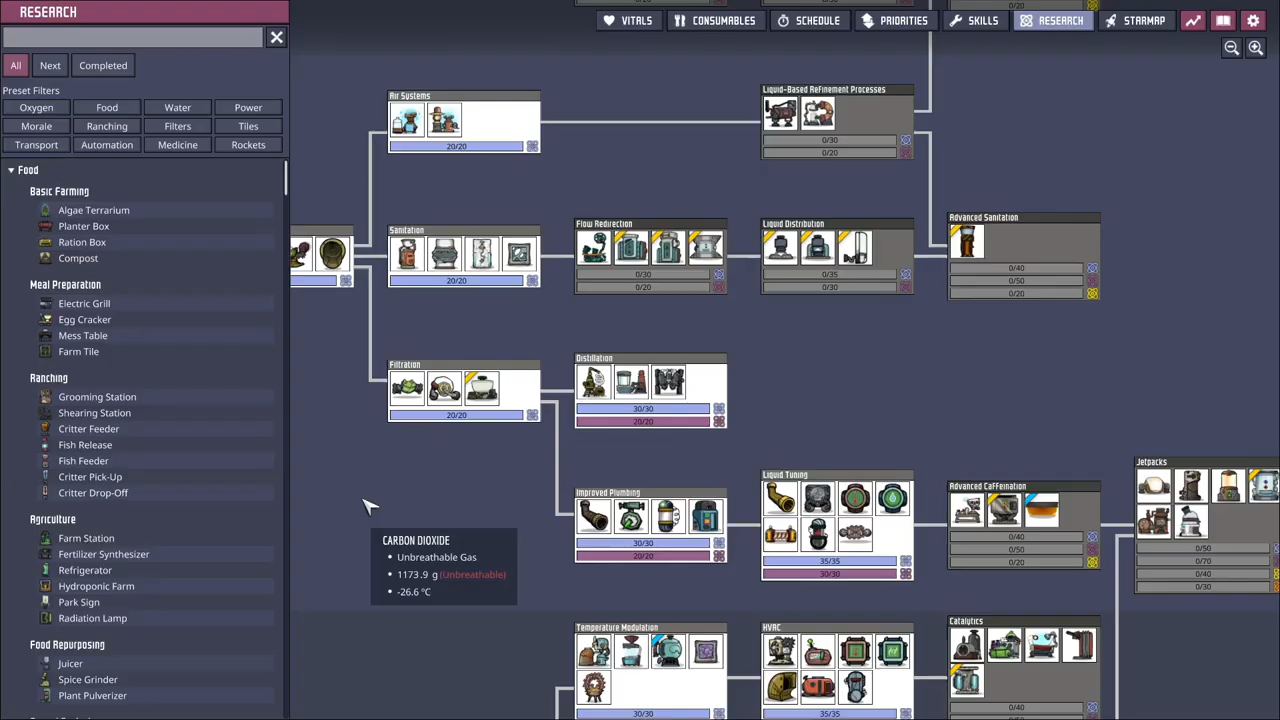 RESEARCH
VITALS
CONSUMABLES
SCHEDULE
PRIORITIES
SKILLS
RESEARCH
STARMAP
All
Next
Completed
Preset Filters
Oxygen
Food
Water
Power
Morale
Ranching
Filters
Tiles
Transport
Automation
Medicine
Rockets
Food
Basic Farming
Algae Terrarium
Planter Box
Ration Box
Compost
Meal Preparation
Electric Grill
Egg Cracker
Mess Table
Farm Tile
Ranching
Grooming Station
Shearing Station
Critter Feeder
Fish Release
Fish Feeder
Critter Pick-Up
Critter Drop-Off
Agriculture
Farm Station
Fertilizer Synthesizer
Refrigerator
Hydroponic Farm
Park Sign
Radiation Lamp
Food Repurposing
Juicer
Spice Grinder
Plant Pulverizer
0/20
Air Systems
20/20
Liquid-Based Refinement Processes
0/30
0/20
Sanitation
20/20
Flow Redirection
0/30
0/20
Liquid Distribution
0/35
0/30
Advanced Sanitation
0/40
0/50
0/20
Filtration
20/20
Distillation
30/30
20/20
Improved Plumbing
30/30
20/20
Liquid Tuning
35/35
30/30
Advanced Caffeination
0/40
0/50
0/20
Jetpacks
0/50
0/70
0/40
0/30
CARBON DIOXIDE
• Unbreathable Gas
• 1173.9 g (Unbreathable)
• -26.6 ºC
Temperature Modulation
30/30
HVAC
35/35
Catalytics
0/40